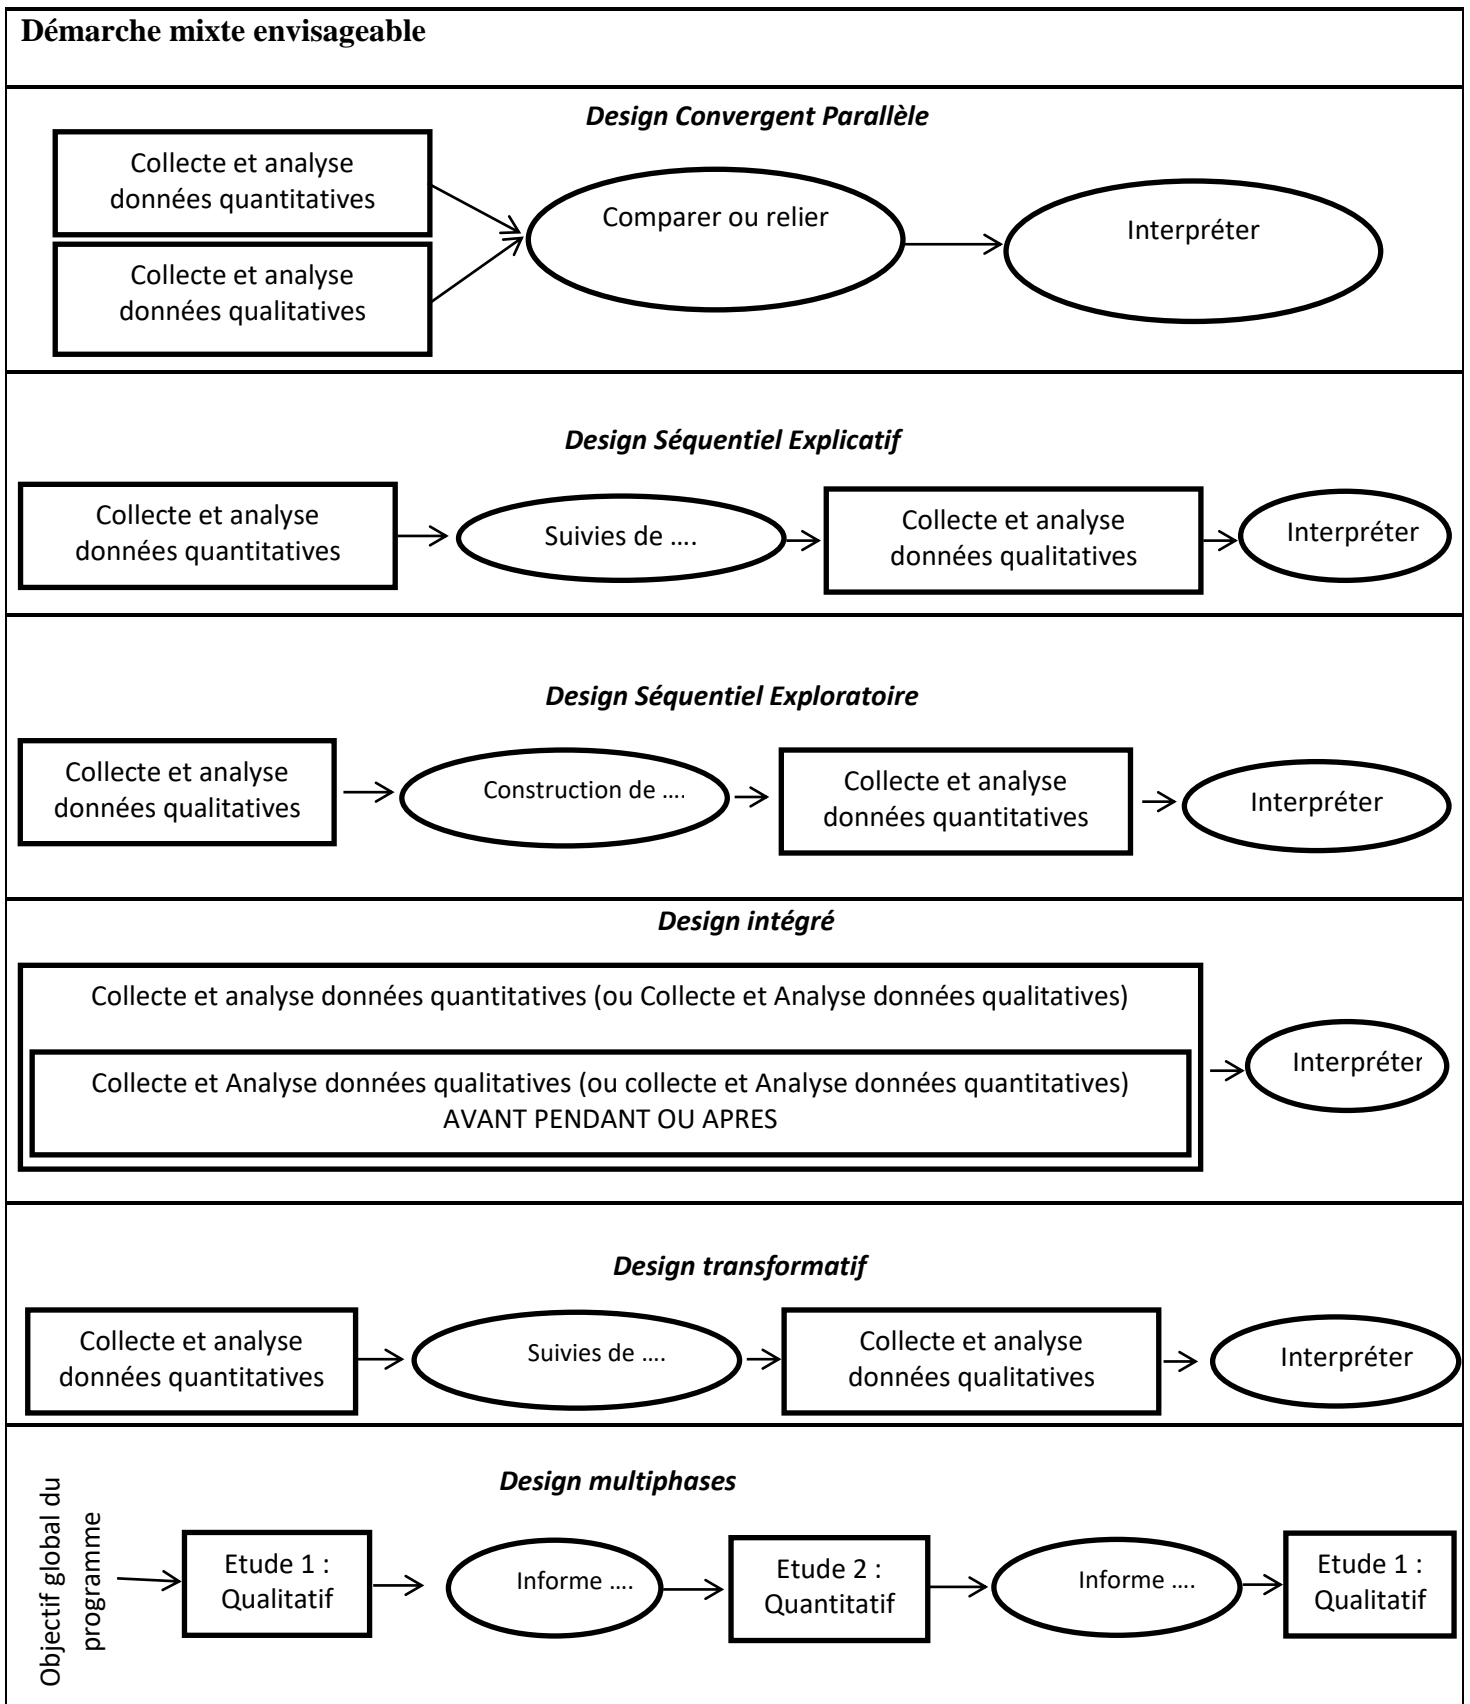 Démarche mixte envisageable
Design Convergent Parallèle
Collecte et analyse
données quantitatives
Collecte et analyse
données qualitatives
Comparer ou relier
Interpréter
Design Séquentiel Explicatif
Collecte et analyse
données quantitatives
Suivies de ….
Collecte et analyse
données qualitatives
Interpréter
Design Séquentiel Exploratoire
Collecte et analyse
données qualitatives
Construction de ….
Collecte et analyse
données quantitatives
Interpréter
Design intégré
Collecte et analyse données quantitatives (ou Collecte et Analyse données qualitatives)
Collecte et Analyse données qualitatives (ou collecte et Analyse données quantitatives)
AVANT PENDANT OU APRES
Interpréter
Design transformatif
Collecte et analyse
données quantitatives
Suivies de ….
Collecte et analyse
données qualitatives
Interpréter
Design multiphases
Objectif global du
programme
Etude 1 :
Qualitatif
Informe ….
Etude 2 :
Quantitatif
Informe ….
Etude 1 :
Qualitatif